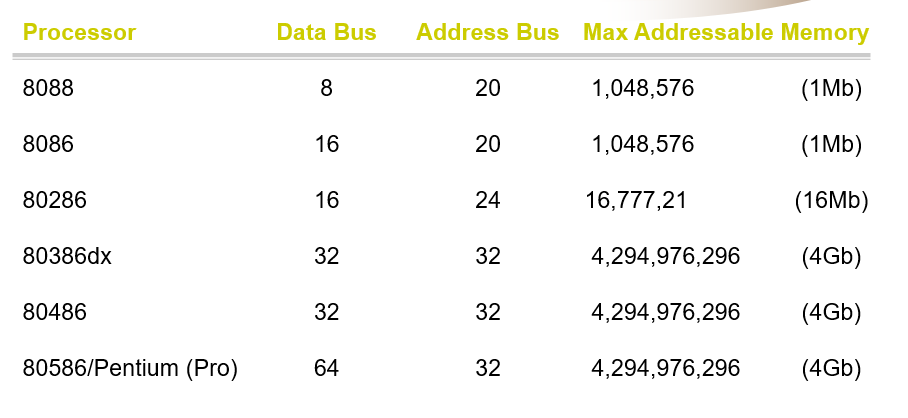 Processor Data Bus Address Bus Max Addressable Memory
8088 8 20 1,048,576 (1Mb)
8086 16 20 1,048,576 (1Mb)
80286 16 24 16,777,21 (16Mb)
80386dx 32 32 4,294,976,296 (4Gb)
80486 32 32 4,294,976,296 (4Gb)
80586/Pentium (Pro) 64 32 4,294,976,296 (4Gb)